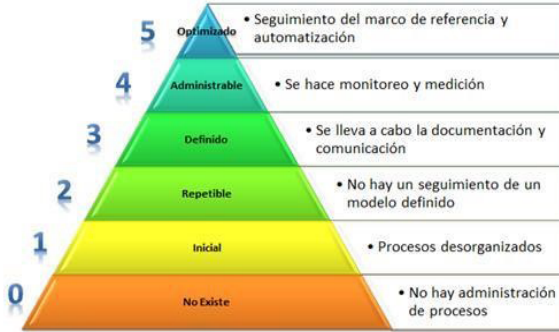 5
Optimizado
• Seguimiento del marco de referencia y
automatización
4
Administrable
• Se hace monitoreo y medición
3
Definido
• Se lleva a cabo la documentación y
comunicación
2
Repetible
• No hay un seguimiento de un
modelo definido
1
Inicial
• Procesos desorganizados
0
No Existe
• No hay administración
de procesos